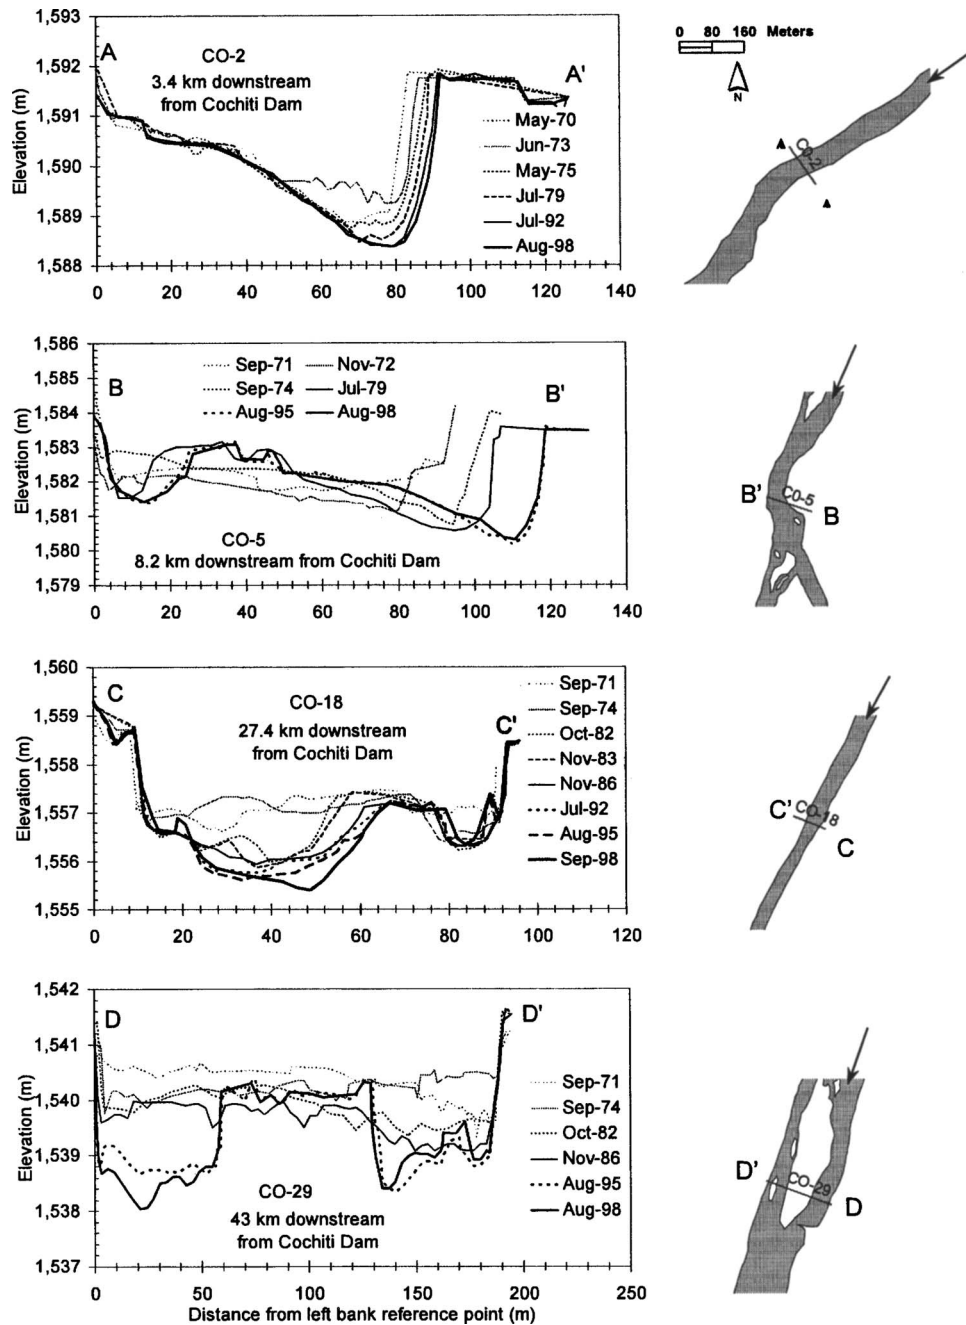 1,593
1,592
1,591
1,590
1,589
1,588
Elevation (m)
A
CO-2
3.4 km downstream
from Cochiti Dam
A'
May-70
Jun-73
May-75
Jul-79
Jul-92
Aug-98
0 20 40 60 80 100 120 140
0 80 160 Meters
N
CO-2
A
A
1,586
1,585
1,584
1,583
1,582
1,581
1,580
1,579
Elevation (m)
B
Sep-71 Nov-72
Sep-74 Jul-79
Aug-95 Aug-98
B'
CO-5
8.2 km downstream from Cochiti Dam
0 20 40 60 80 100 120 140
B' CO-5 B
1,560
1,559
1,558
1,557
1,556
1,555
Elevation (m)
C
CO-18
27.4 km downstream
from Cochiti Dam
C'
Sep-71
Sep-74
Oct-82
Nov-83
Nov-86
Jul-92
Aug-95
Sep-98
0 20 40 60 80 100 120
C' CO-18
C
1,542
1,541
1,540
1,539
1,538
1,537
Elevation (m)
D
D'
Sep-71
Sep-74
Oct-82
Nov-86
Aug-95
Aug-98
CO-29
43 km downstream
from Cochiti Dam
0 50 100 150 200 250
Distance from left bank reference point (m)
D' CO-29
D